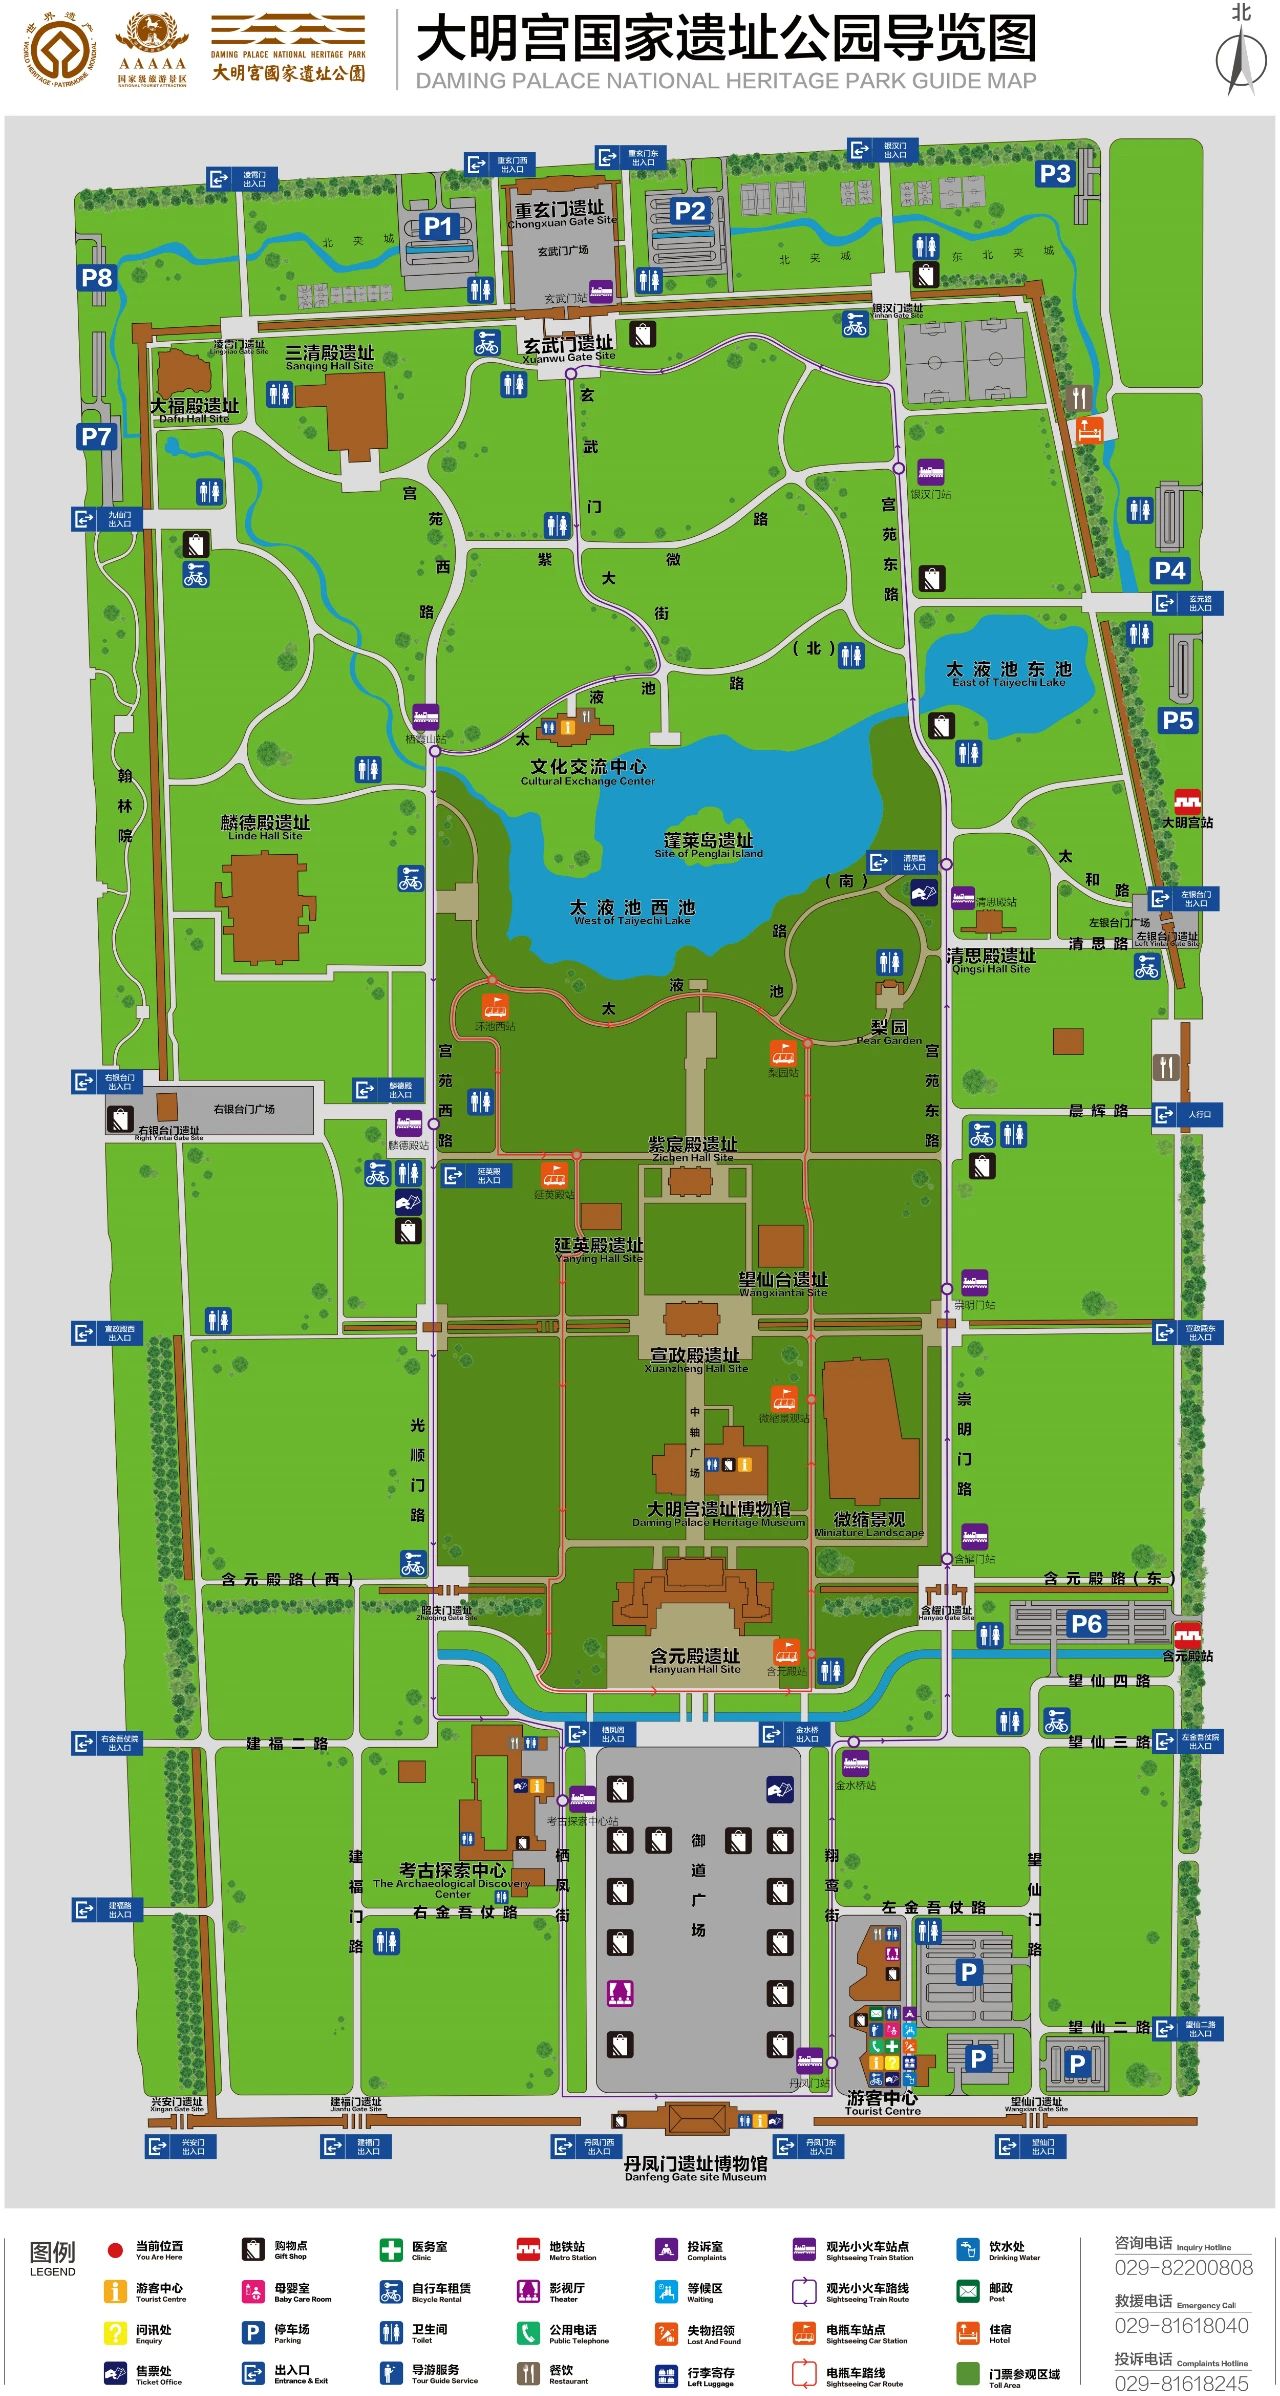 世界遗产
WORLD HERITAGE · PATRIMOINE MONDIAL
AAAAA
国家级旅游景区
NATIONAL TOURIST ATTRACTION
DAMING PALACE NATIONAL HERITAGE PARK
大明宫國家遺址公園
大明宫国家遗址公园导览图
DAMING PALACE NATIONAL HERITAGE PARK GUIDE MAP
北
凌霄门
出入口
重玄门西
出入口
重玄门东
出入口
银汉门
出入口
P1
P2
P3
重玄门遗址
Chongxuan Gate Site
玄武门广场
北夹城
北夹城
东北夹城
P8
玄武门站
银汉门遗址
Yinhan Gate Site
凌霄门遗址
Lingxiao Gate Site
三清殿遗址
Sanqing Hall Site
玄武门遗址
Xuanwu Gate Site
大福殿遗址
Dafu Hall Site
P7
玄武门大街
银汉门站
宫苑西路
宫苑东路
九仙门
出入口
紫微路
P4
玄元路
出入口
太液池路
(北)
太液池东池
East of Taiyechi Lake
P5
栖霞山站
文化交流中心
Cultural Exchange Center
翰林院
大明宫站
麟德殿遗址
Linde Hall Site
蓬莱岛遗址
Site of Penglai Island
太液池西池
West of Taiyechi Lake
清思殿
出入口
(南)
太和路
左银台门
出入口
清思殿站
左银台门广场
左银台门遗址
Left Yintai Gate Site
清思路
清思殿遗址
Qingsi Hall Site
太液池路
环池西站
梨园
Pear Garden
梨园站
宫苑西路
宫苑东路
右银台门
出入口
右银台门广场
右银台门遗址
Right Yintai Gate Site
麟德殿
出入口
麟德殿站
晨辉路
人行口
紫宸殿遗址
Zichen Hall Site
延英殿
出入口
延英殿站
延英殿遗址
Yanying Hall Site
望仙台遗址
Wangxiantai Site
崇明门站
宣政殿西
出入口
宣政殿东
出入口
宣政殿遗址
Xuanzheng Hall Site
微缩景观站
中轴广场
光顺门路
崇明门路
大明宫遗址博物馆
Daming Palace Heritage Museum
微缩景观
Miniature Landscape
含耀门站
含元殿路(西)
含元殿路(东)
昭庆门遗址
Zhaoqing Gate Site
含耀门遗址
Hanyao Gate Site
P6
含元殿站
含元殿遗址
Hanyuan Hall Site
含元殿站
望仙四路
右金吾仗院
出入口
建福二路
栖凤阁
出入口
金水桥
出入口
望仙三路
左金吾仗院
出入口
金水桥站
考古探索中心站
御道广场
考古探索中心
The Archaeological Discovery
Center
建福门路
栖凤街
翔鸾街
望仙门路
建福路
出入口
右金吾仗路
左金吾仗路
P
望仙二路
望仙二路
出入口
P
P
丹凤门站
游客中心
Tourist Centre
兴安门遗址
Xingan Gate Site
建福门遗址
Jianfu Gate Site
望仙门遗址
Wangxian Gate Site
兴安门
出入口
建福门
出入口
丹凤门西
出入口
丹凤门东
出入口
望仙门
出入口
丹凤门遗址博物馆
Danfeng Gate site Museum
图例
LEGEND
当前位置
You Are Here
购物点
Gift Shop
医务室
Clinic
地铁站
Metro Station
投诉室
Complaints
观光小火车站点
Sightseeing Train Station
饮水处
Drinking Water
游客中心
Tourist Centre
母婴室
Baby Care Room
自行车租赁
Bicycle Rental
影视厅
Theater
等候区
Waiting
观光小火车路线
Sightseeing Train Route
邮政
Post
问讯处
Enquiry
停车场
Parking
卫生间
Toilet
公用电话
Public Telephone
失物招领
Lost And Found
电瓶车站点
Sightseeing Car Station
住宿
Hotel
售票处
Ticket Office
出入口
Entrance & Exit
导游服务
Tour Guide Service
餐饮
Restaurant
行李寄存
Left Luggage
电瓶车路线
Sightseeing Car Route
门票参观区域
Toll Area
咨询电话 Inquiry Hotline
029-82200808
救援电话 Emergency Call
029-81618040
投诉电话 Complaints Hotline
029-81618245